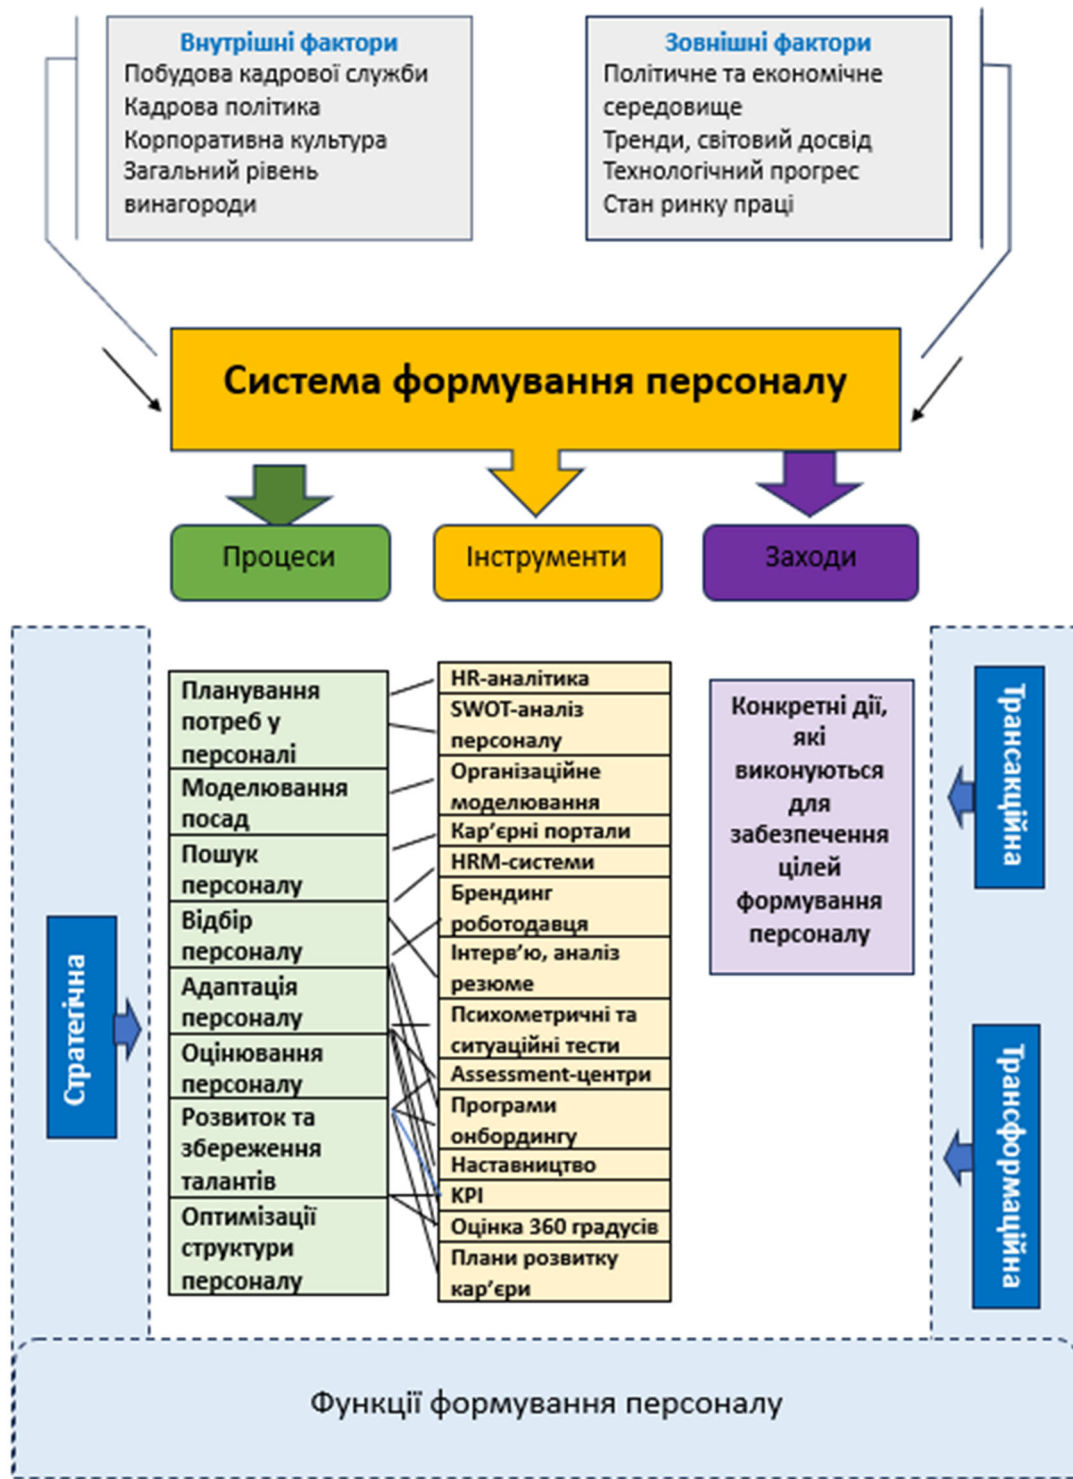 Внутрішні фактори
Побудова кадрової служби
Кадрова політика
Корпоративна культура
Загальний рівень
винагороди
Зовнішні фактори
Політичне та економічне
середовище
Тренди, світовий досвід
Технологічний прогрес
Стан ринку праці
Система формування персоналу
Процеси
Інструменти
Заходи
Планування
потреб у
персоналі
Моделювання
посад
Пошук
персоналу
Відбір
персоналу
Адаптація
персоналу
Оцінювання
персоналу
Розвиток та
збереження
талантів
Оптимізації
структури
персоналу
HR-аналітика
SWOT-аналіз
персоналу
Організаційне
моделювання
Кар’єрні портали
HRM-системи
Брендинг
роботодавця
Інтерв’ю, аналіз
резюме
Психометричні та
ситуаційні тести
Assessment-центри
Програми
онбордингу
Наставництво
KPI
Оцінка 360 градусів
Плани розвитку
кар’єри
Конкретні дії,
які
виконуються
для
забезпечення
цілей
формування
персоналу
Стратегічна
Трансакційна
Трансформаційна
Функції формування персоналу